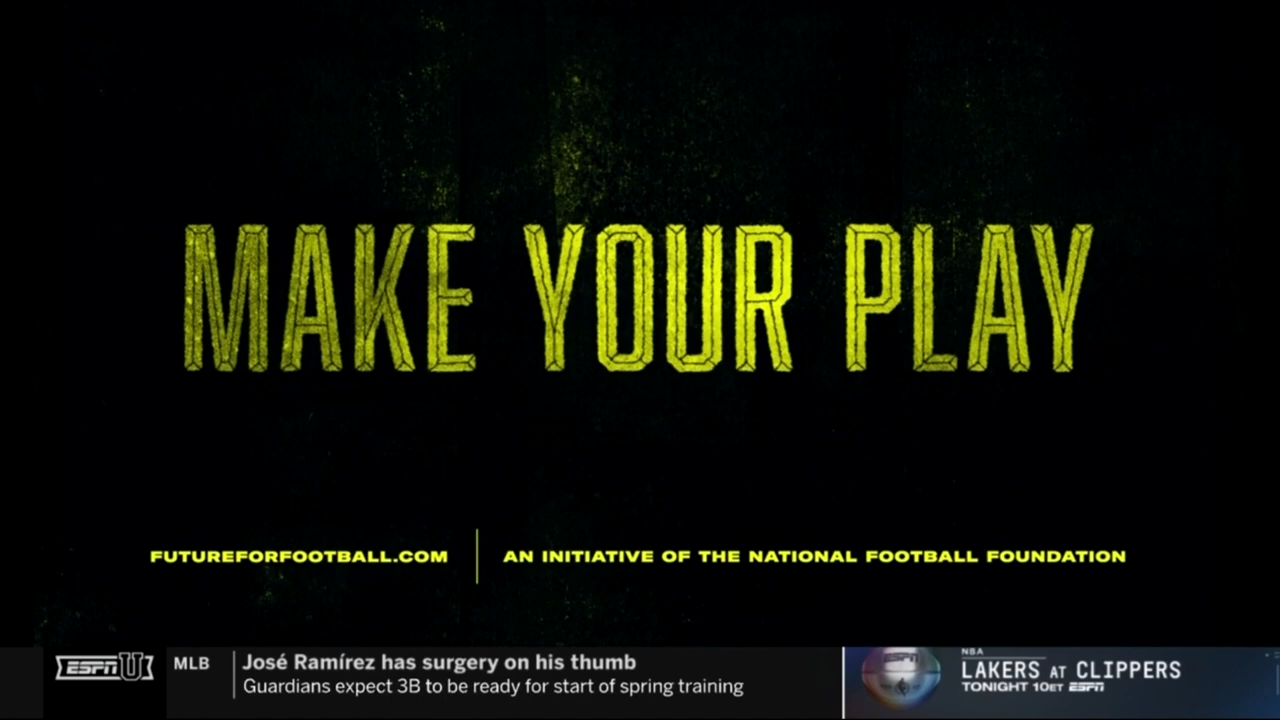 MAKE YOUR PLAY
FUTUREFORFOOTBALL.COM
AN INITIATIVE OF THE NATIONAL FOOTBALL FOUNDATION
ESPNU
MLB
José Ramírez has surgery on his thumb
Guardians expect 3B to be ready for start of spring training
ESPN
NBA
LAKERS AT CLIPPERS
TONIGHT 10ET ESPN